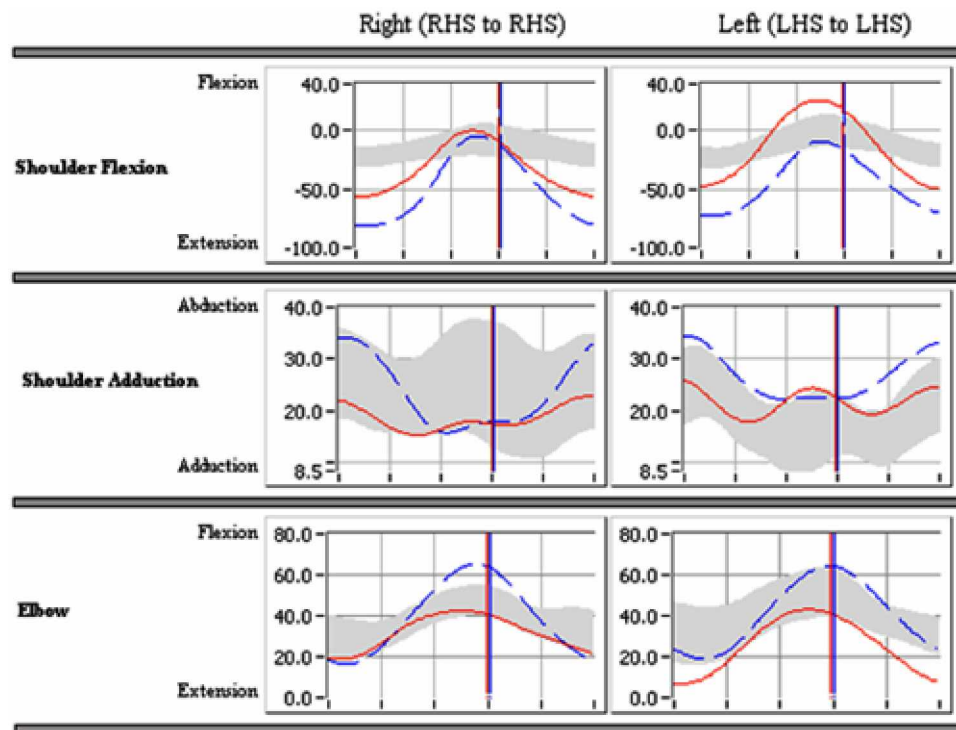 Right (RHS to RHS) Left (LHS to LHS)
Flexion 40.0 40.0
0.0 0.0
Shoulder Flexion
-50.0 -50.0
Extension -100.0 -100.0
Abduction 40.0 40.0
30.0 30.0
Shoulder Adduction
20.0 20.0
Adduction 8.5 8.5
Flexion 80.0 80.0
60.0 60.0
Elbow 40.0 40.0
20.0 20.0
Extension 0.0 0.0